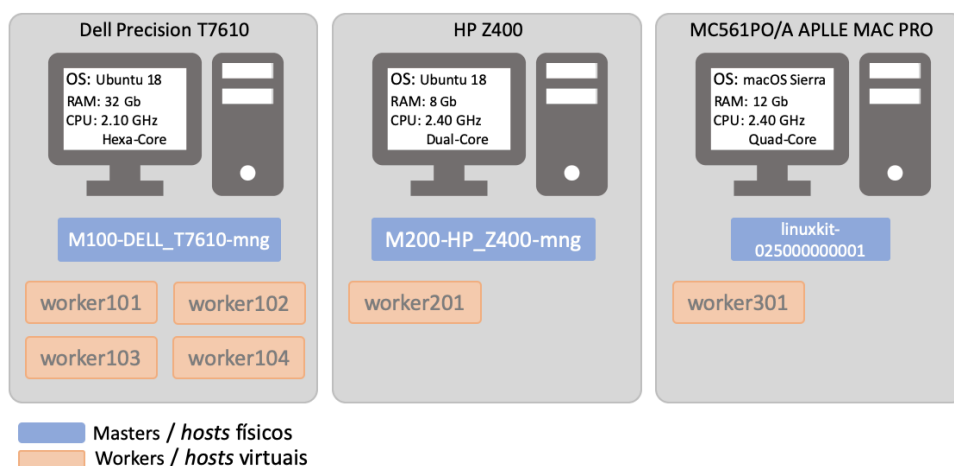 Dell Precision T7610
OS: Ubuntu 18
RAM: 32 Gb
CPU: 2.10 GHz
Hexa-Core
M100-DELL_T7610-mng
worker101
worker102
worker103
worker104
HP Z400
OS: Ubuntu 18
RAM: 8 Gb
CPU: 2.40 GHz
Dual-Core
M200-HP_Z400-mng
worker201
MC561PO/A APLLE MAC PRO
OS: macOS Sierra
RAM: 12 Gb
CPU: 2.40 GHz
Quad-Core
linuxkit-
025000000001
worker301
Masters / hosts físicos
Workers / hosts virtuais